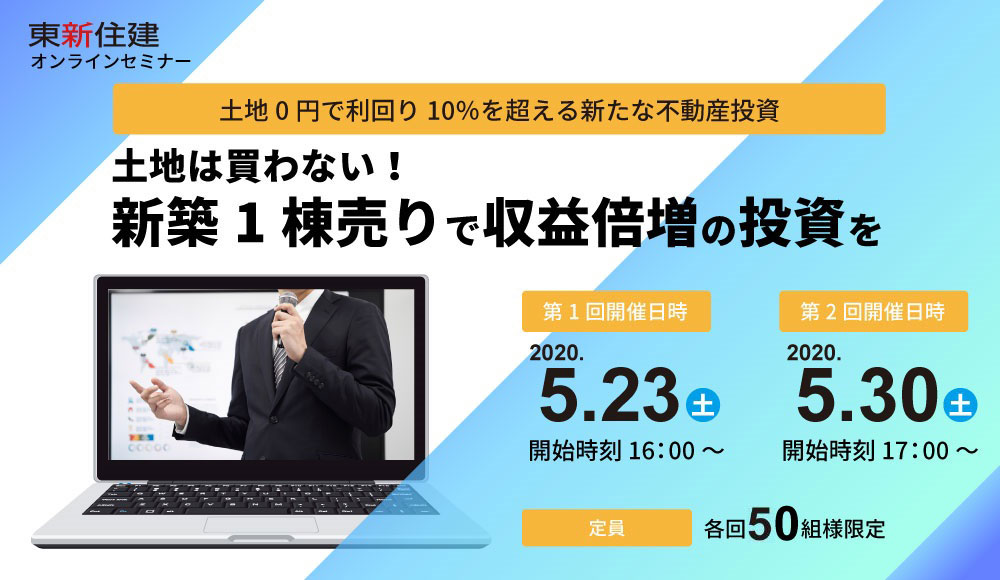 東新住建
オンラインセミナー
土地0円で利回り10%を超える新たな不動産投資
土地は買わない！
新築1棟売りで収益倍増の投資を
第1回開催日時
2020.
5.23土
開始時刻 16：00～
第2回開催日時
2020.
5.30土
開始時刻 17：00～
定員
各回50組様限定